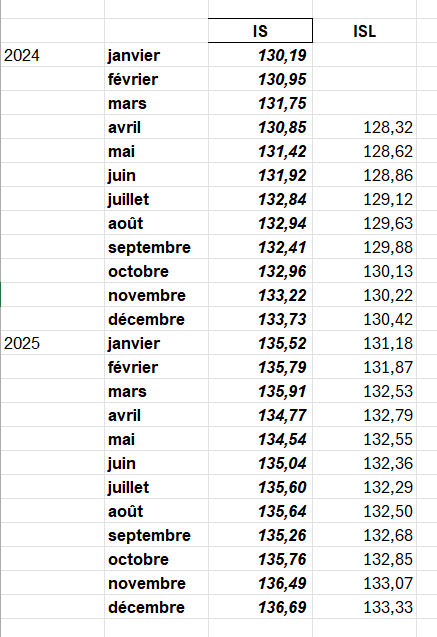 IS ISL
2024 janvier 130,19
février 130,95
mars 131,75
avril 130,85 128,32
mai 131,42 128,62
juin 131,92 128,86
juillet 132,84 129,12
août 132,94 129,63
septembre 132,41 129,88
octobre 132,96 130,13
novembre 133,22 130,22
décembre 133,73 130,42
2025 janvier 135,52 131,18
février 135,79 131,87
mars 135,91 132,53
avril 134,77 132,79
mai 134,54 132,55
juin 135,04 132,36
juillet 135,60 132,29
août 135,64 132,50
septembre 135,26 132,68
octobre 135,76 132,85
novembre 136,49 133,07
décembre 136,69 133,33